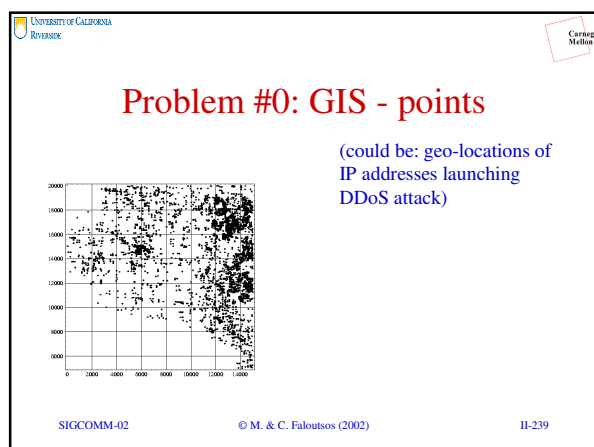 UNIVERSITY OF CALIFORNIA
RIVERSIDE
Mellon
Problem #0: GIS - points
(could be: geo-locations of
IP addresses launching
DDoS attack)
20000
18000
16000
14000
12000
10000
8000
6000
0 2000 4000 6000 8000 10000 12000 14000
SIGCOMM-02 © M. & C. Faloutsos (2002) II-239